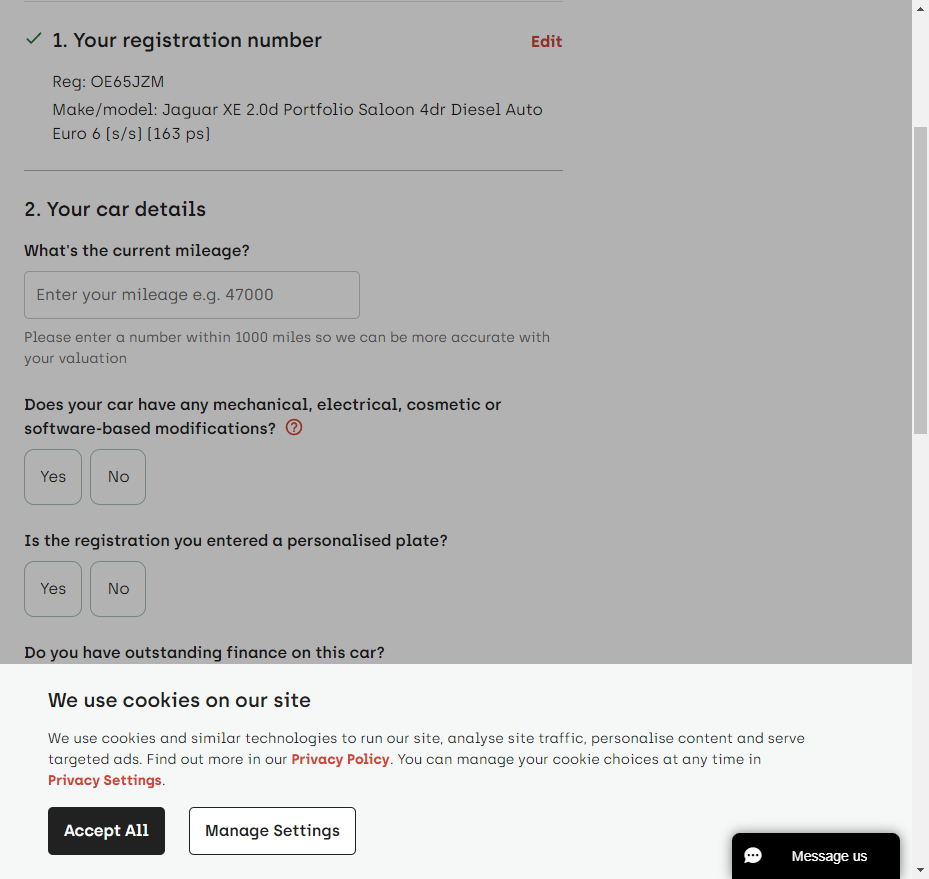 1. Your registration number
Edit
Reg: OE65JZM
Make/model: Jaguar XE 2.0d Portfolio Saloon 4dr Diesel Auto
Euro 6 (s/s) (163 ps)
2. Your car details
What's the current mileage?
Enter your mileage e.g. 47000
Please enter a number within 1000 miles so we can be more accurate with
your valuation
Does your car have any mechanical, electrical, cosmetic or
software-based modifications? ?
Yes
No
Is the registration you entered a personalised plate?
Yes
No
Do you have outstanding finance on this car?
We use cookies on our site
We use cookies and similar technologies to run our site, analyse site traffic, personalise content and serve
targeted ads. Find out more in our Privacy Policy. You can manage your cookie choices at any time in
Privacy Settings.
Accept All
Manage Settings
Message us